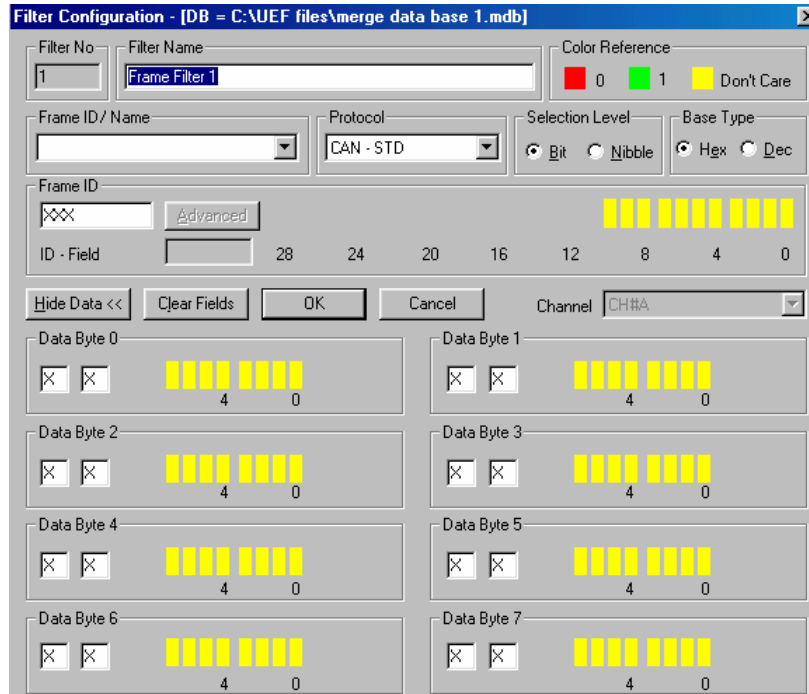 Filter Configuration - [DB = C:\UEF files\merge data base 1.mdb]
Filter No
Filter Name
Color Reference
1
Frame Filter 1
0 1 Don't Care
Frame ID / Name
Protocol
Selection Level
Base Type
CAN - STD
Bit Nibble
Hex Dec
Frame ID
XXX
Advanced
ID - Field 28 24 20 16 12 8 4 0
Hide Data << Clear Fields OK Cancel Channel CH#A
Data Byte 0
X X
4 0
Data Byte 1
X X
4 0
Data Byte 2
X X
4 0
Data Byte 3
X X
4 0
Data Byte 4
X X
4 0
Data Byte 5
X X
4 0
Data Byte 6
X X
4 0
Data Byte 7
X X
4 0